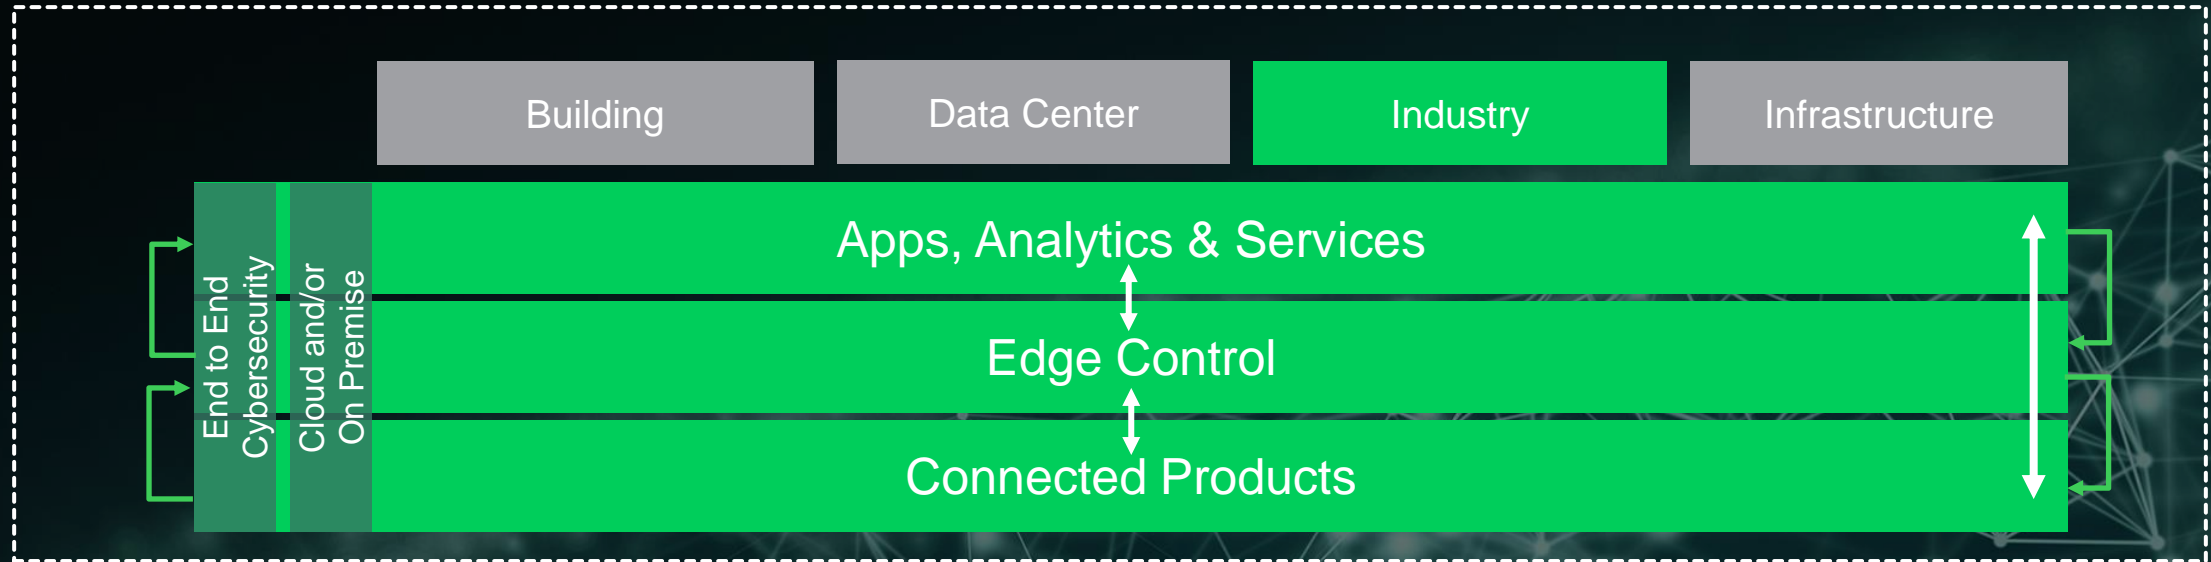 Building
Data Center
Industry
Infrastructure
End to End
Cybersecurity
Cloud and/or
On Premise
Apps, Analytics & Services
Edge Control
Connected Products